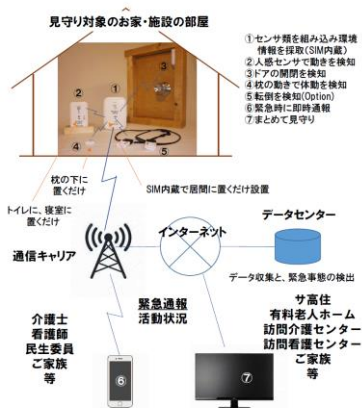 見守り対象のお家・施設の部屋
①センサ類を組み込み環境
情報を採取(SIM内蔵)
②人感センサで動きを検知
③ドアの開閉を検知
④枕の動きで体動を検知
⑤転倒を検知(Option)
⑥緊急時に即時通報
⑦まとめて見守り
①
②
③
④
⑤
枕の下に
置くだけ
トイレに、寝室に
置くだけ
SIM内蔵で居間に置くだけ設置
通信キャリア
インターネット
データセンター
データ収集と、緊急事態の検出
緊急通報
活動状況
介護士
看護師
民生委員
ご家族
等
⑥
⑦
サ高住
有料老人ホーム
訪問介護センター
訪問看護センター
ご家族
等